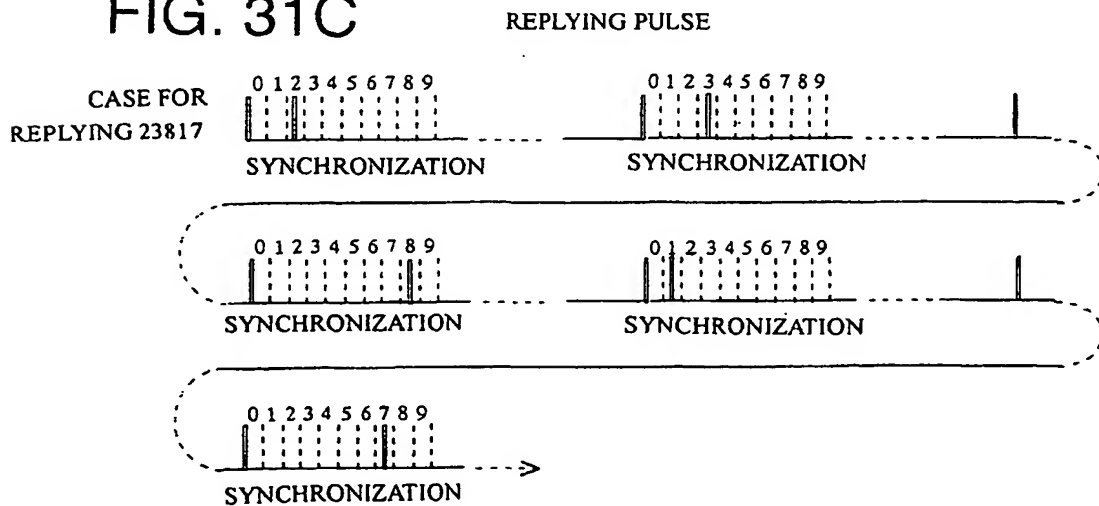 FIG. 31C
REPLYING PULSE
CASE FOR
REPLYING 23817
0 1 2 3 4 5 6 7 8 9
0 1 2 3 4 5 6 7 8 9
SYNCHRONIZATION
SYNCHRONIZATION
0 1 2 3 4 5 6 7 8 9
0 1 2 3 4 5 6 7 8 9
SYNCHRONIZATION
SYNCHRONIZATION
0 1 2 3 4 5 6 7 8 9
SYNCHRONIZATION